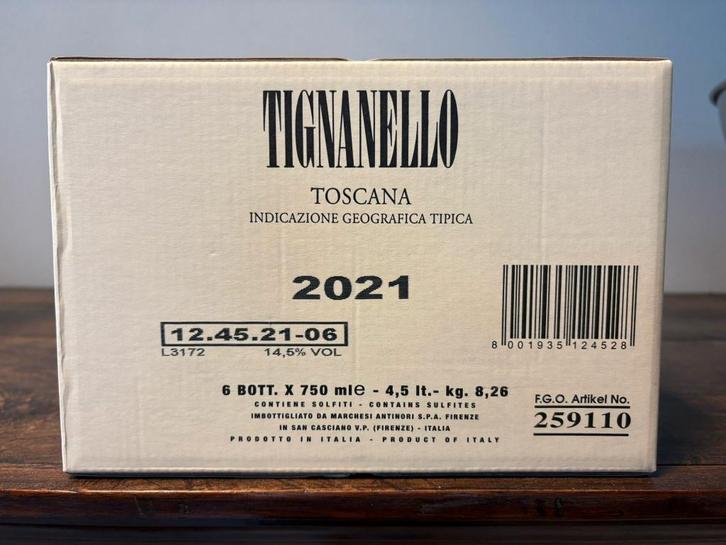 TIGNANELLO
TOSCANA
INDICAZIONE GEOGRAFICA TIPICA
2021
12.45.21-06
L3172 14,5% VOL
8 001935 124528
6 BOTT. X 750 ml℮ - 4,5 lt.- kg. 8,26
CONTIENE SOLFITI - CONTAINS SULFITES
IMBOTTIGLIATO DA MARCHESI ANTINORI S.P.A. FIRENZE
IN SAN CASCIANO V.P. (FIRENZE) - ITALIA
PRODOTTO IN ITALIA - PRODUCT OF ITALY
F.G.O. Artikel No.
259110